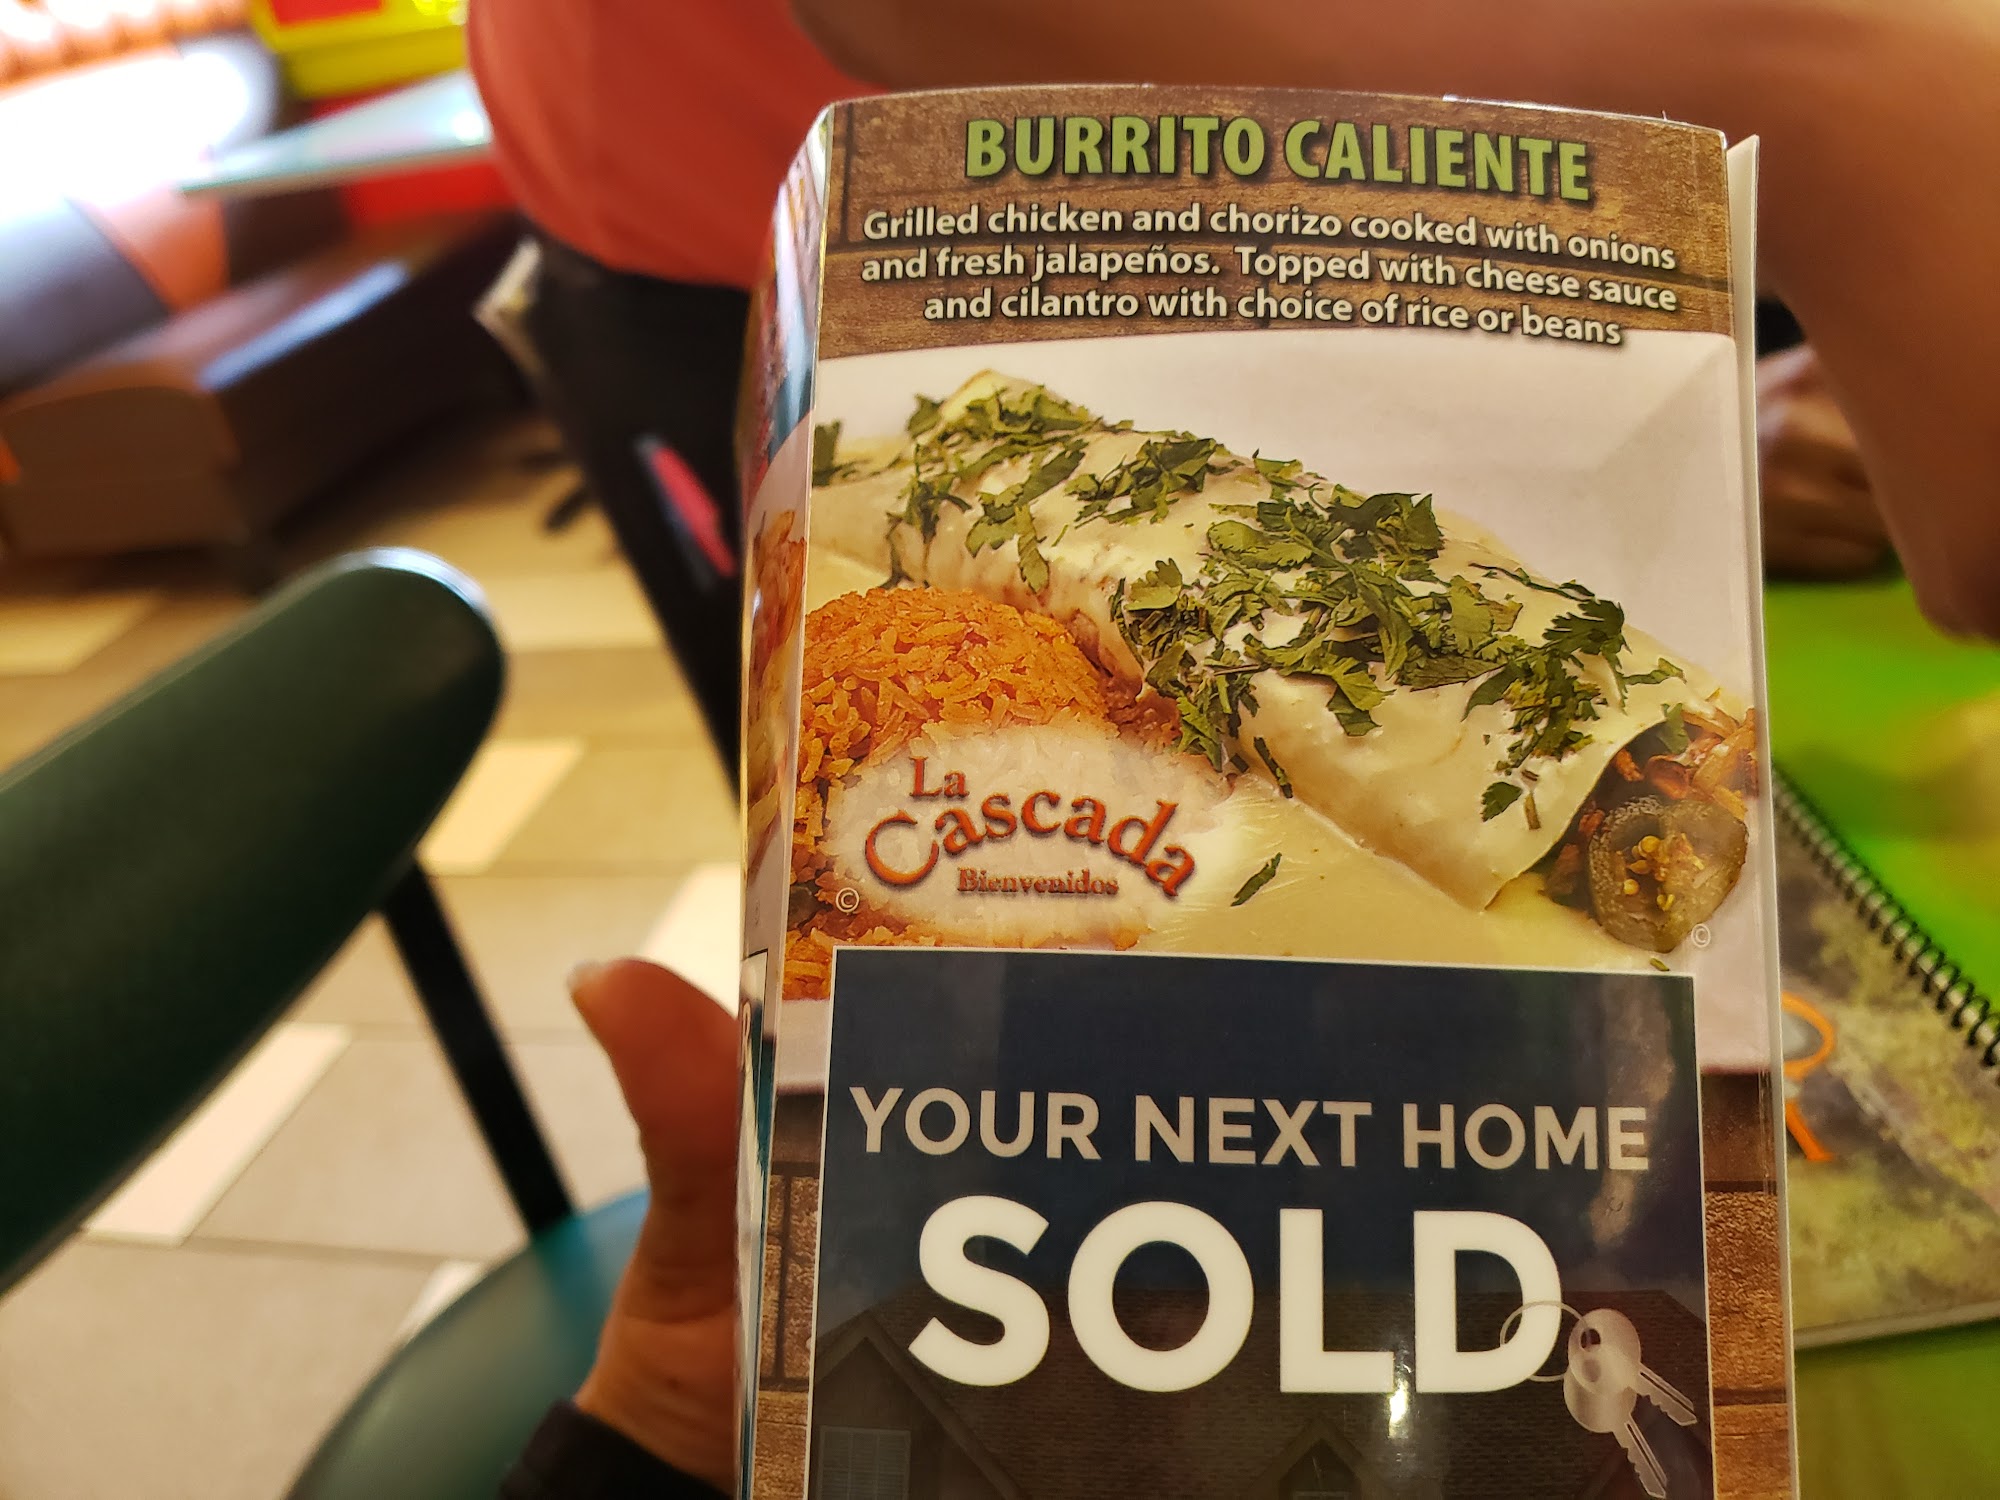 BURRITO CALIENTE
Grilled chicken and chorizo cooked with onions
and fresh jalapeños. Topped with cheese sauce
and cilantro with choice of rice or beans
La
Cascada
Bienvenidos
©
©
YOUR NEXT HOME
SOLD